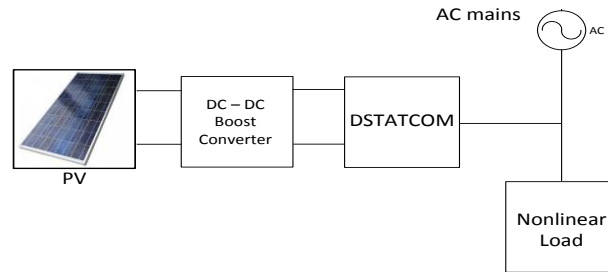 AC mains
AC
DC – DC
Boost
Converter
DSTATCOM
PV
Nonlinear
Load